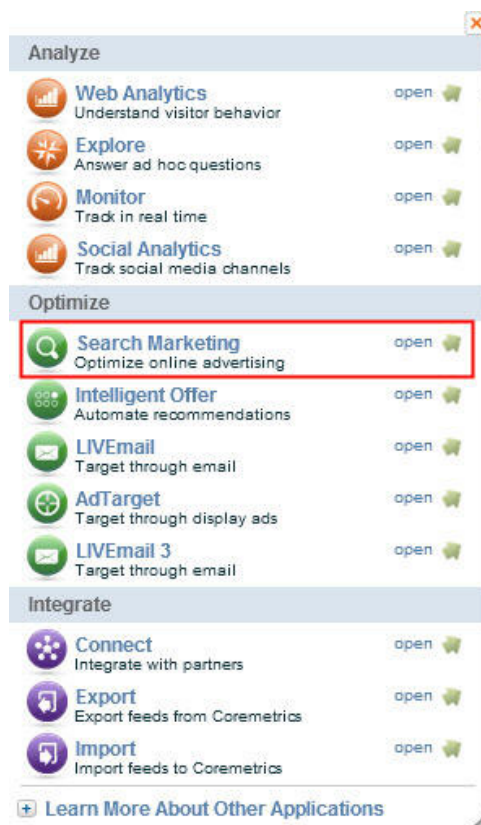 Analyze
Web Analytics open
Understand visitor behavior
Explore open
Answer ad hoc questions
Monitor open
Track in real time
Social Analytics open
Track social media channels
Optimize
Search Marketing open
Optimize online advertising
Intelligent Offer open
Automate recommendations
LIVEmail open
Target through email
AdTarget open
Target through display ads
LIVEmail 3 open
Target through email
Integrate
Connect open
Integrate with partners
Export open
Export feeds from Coremetrics
Import open
Import feeds to Coremetrics
Learn More About Other Applications